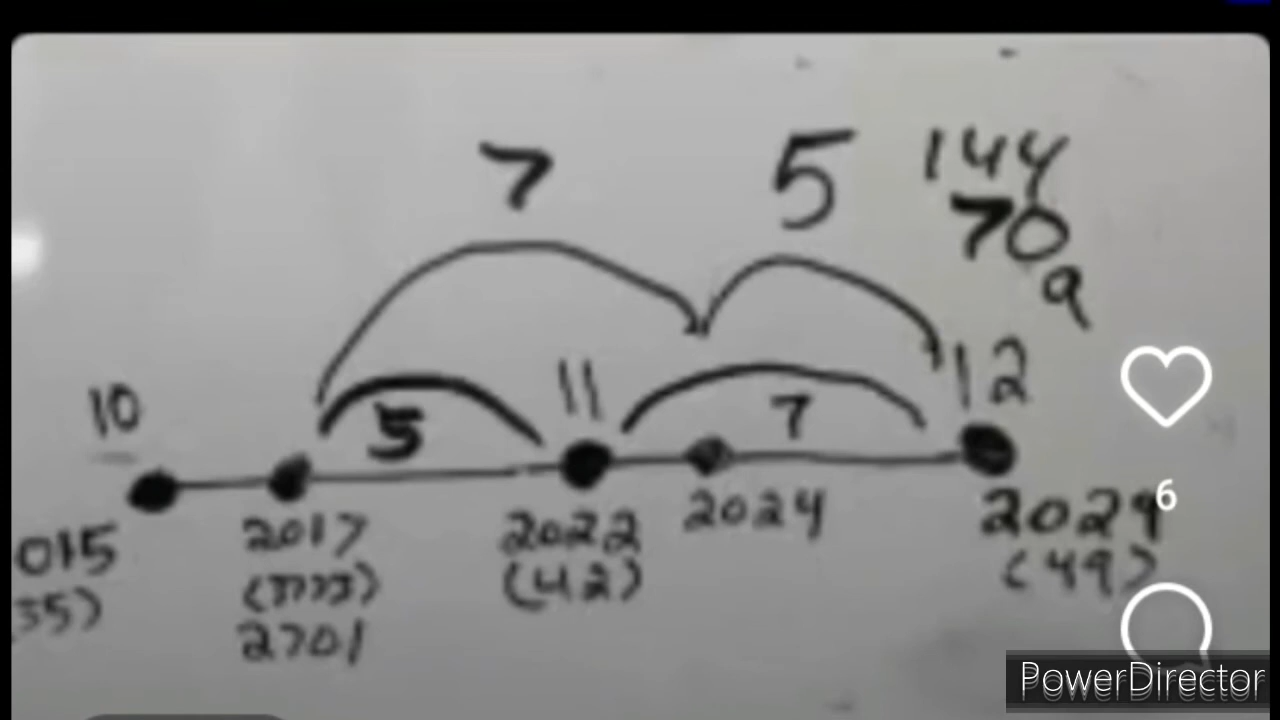 7 5 144
70
9
10 11 12
5 7
015 2017 2022 2024 2029
35) (5775) (42) (49)
2701
6
PowerDirector